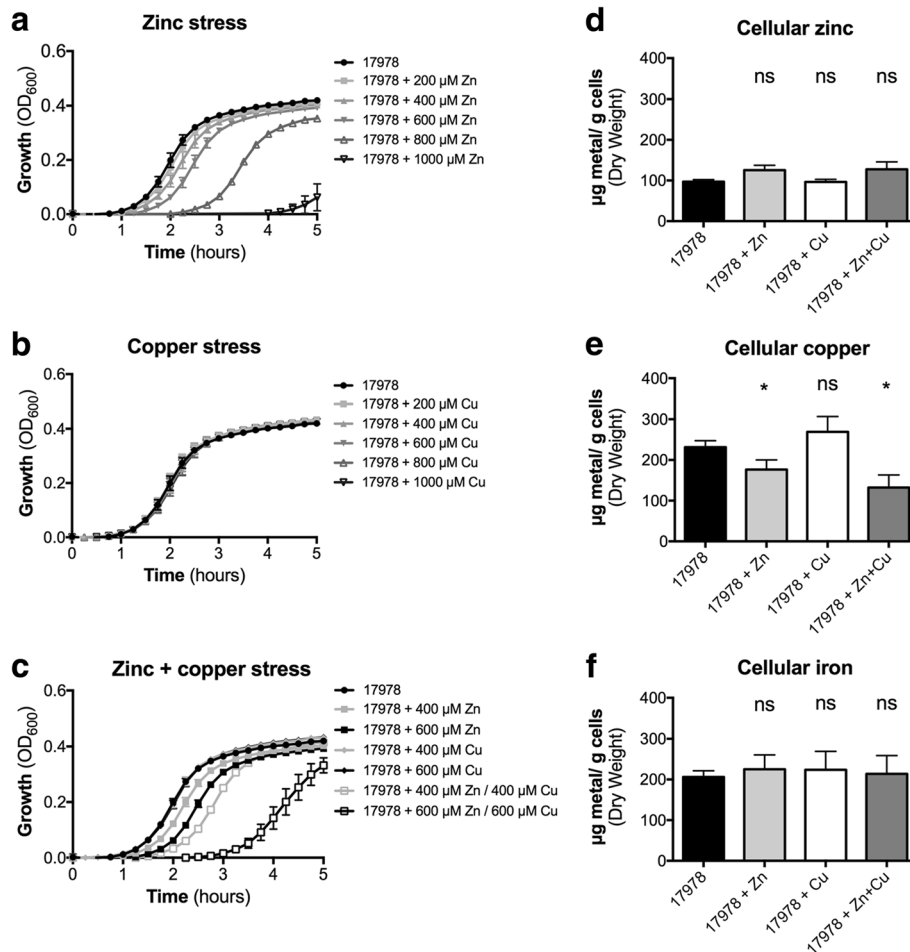 a
Zinc stress
0.6
0.4
0.2
0.0
Growth (OD600)
0 1 2 3 4 5
Time (hours)
17978
17978 + 200 µM Zn
17978 + 400 µM Zn
17978 + 600 µM Zn
17978 + 800 µM Zn
17978 + 1000 µM Zn
d
Cellular zinc
400
300
200
100
0
µg metal/ g cells
(Dry Weight)
ns ns ns
17978
17978 + Zn
17978 + Cu
17978 + Zn+Cu
b
Copper stress
0.6
0.4
0.2
0.0
Growth (OD600)
0 1 2 3 4 5
Time (hours)
17978
17978 + 200 µM Cu
17978 + 400 µM Cu
17978 + 600 µM Cu
17978 + 800 µM Cu
17978 + 1000 µM Cu
e
Cellular copper
400
300
200
100
0
µg metal/ g cells
(Dry Weight)
* ns *
17978
17978 + Zn
17978 + Cu
17978 + Zn+Cu
c
Zinc + copper stress
0.6
0.4
0.2
0.0
Growth (OD600)
0 1 2 3 4 5
Time (hours)
17978
17978 + 400 µM Zn
17978 + 600 µM Zn
17978 + 400 µM Cu
17978 + 600 µM Cu
17978 + 400 µM Zn / 400 µM Cu
17978 + 600 µM Zn / 600 µM Cu
f
Cellular iron
400
300
200
100
0
µg metal/ g cells
(Dry Weight)
ns ns ns
17978
17978 + Zn
17978 + Cu
17978 + Zn+Cu